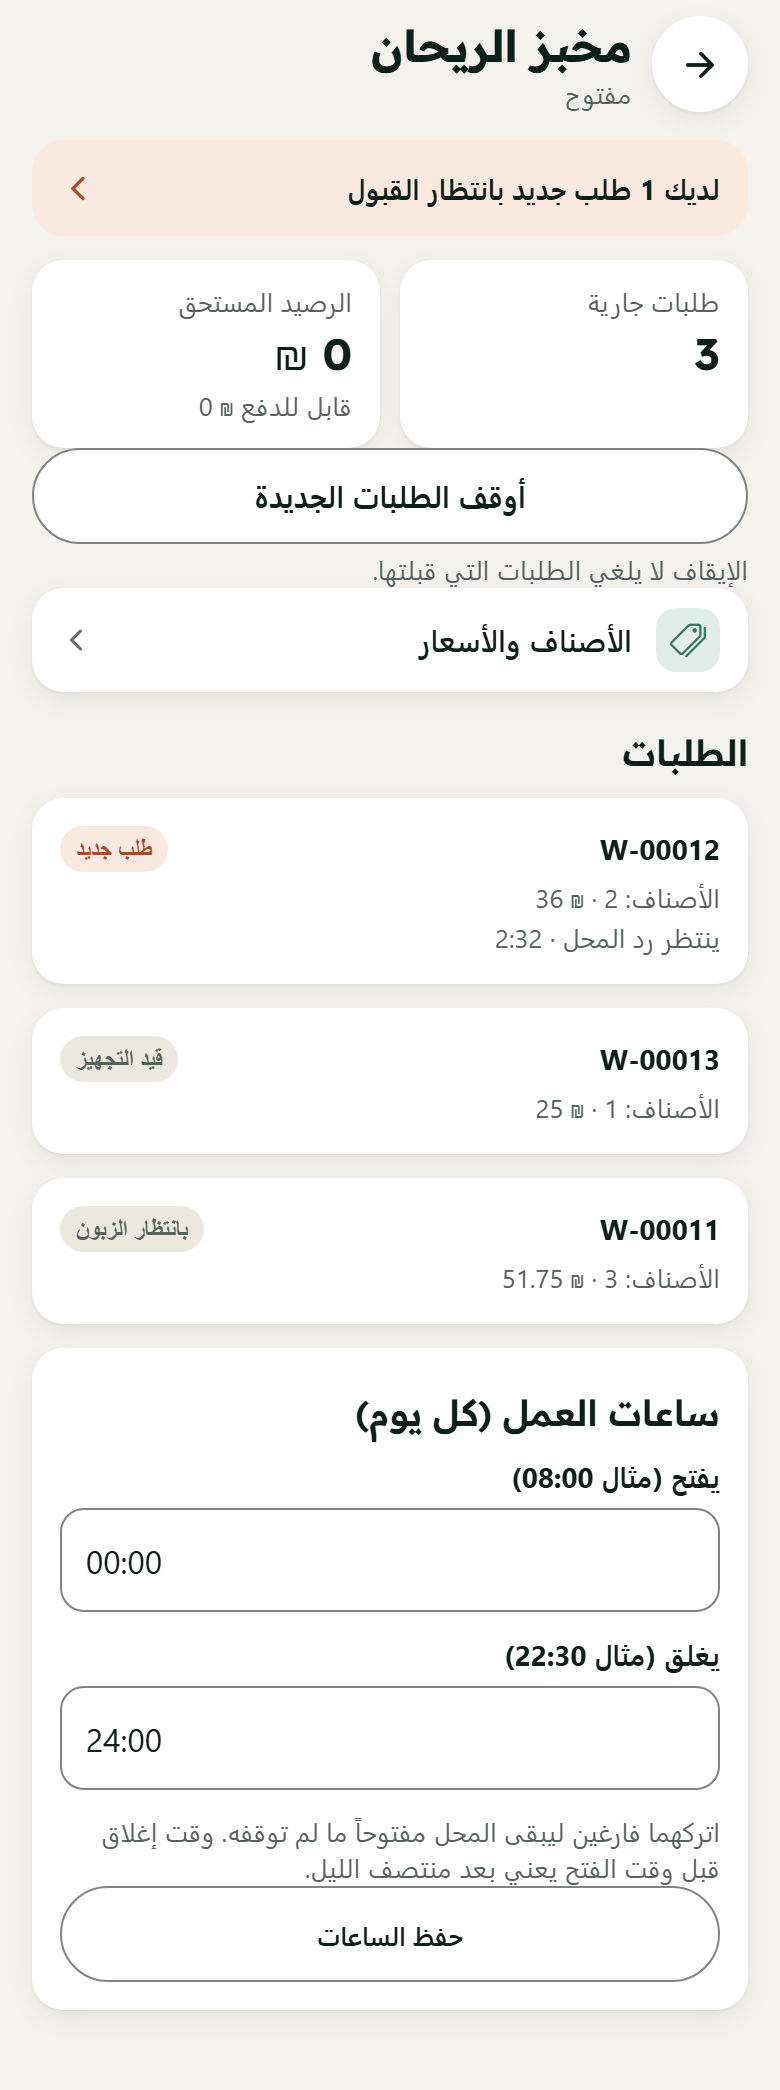 مخبز الريحان
مفتوح
لديك 1 طلب جديد بانتظار القبول
طلبات جارية
3
الرصيد المستحق
0 ₪
قابل للدفع ₪ 0
أوقف الطلبات الجديدة
الإيقاف لا يلغي الطلبات التي قبلتها.
الأصناف والأسعار
الطلبات
W-00012
طلب جديد
الأصناف: 2 · ₪ 36
ينتظر رد المحل · 2:32
W-00013
قيد التجهيز
الأصناف: 1 · ₪ 25
W-00011
بانتظار الزبون
الأصناف: 3 · ₪ 51.75
ساعات العمل (كل يوم)
يفتح (مثال 08:00)
00:00
يغلق (مثال 22:30)
24:00
اتركهما فارغين ليبقى المحل مفتوحاً ما لم توقفه. وقت إغلاق
قبل وقت الفتح يعني بعد منتصف الليل.
حفظ الساعات